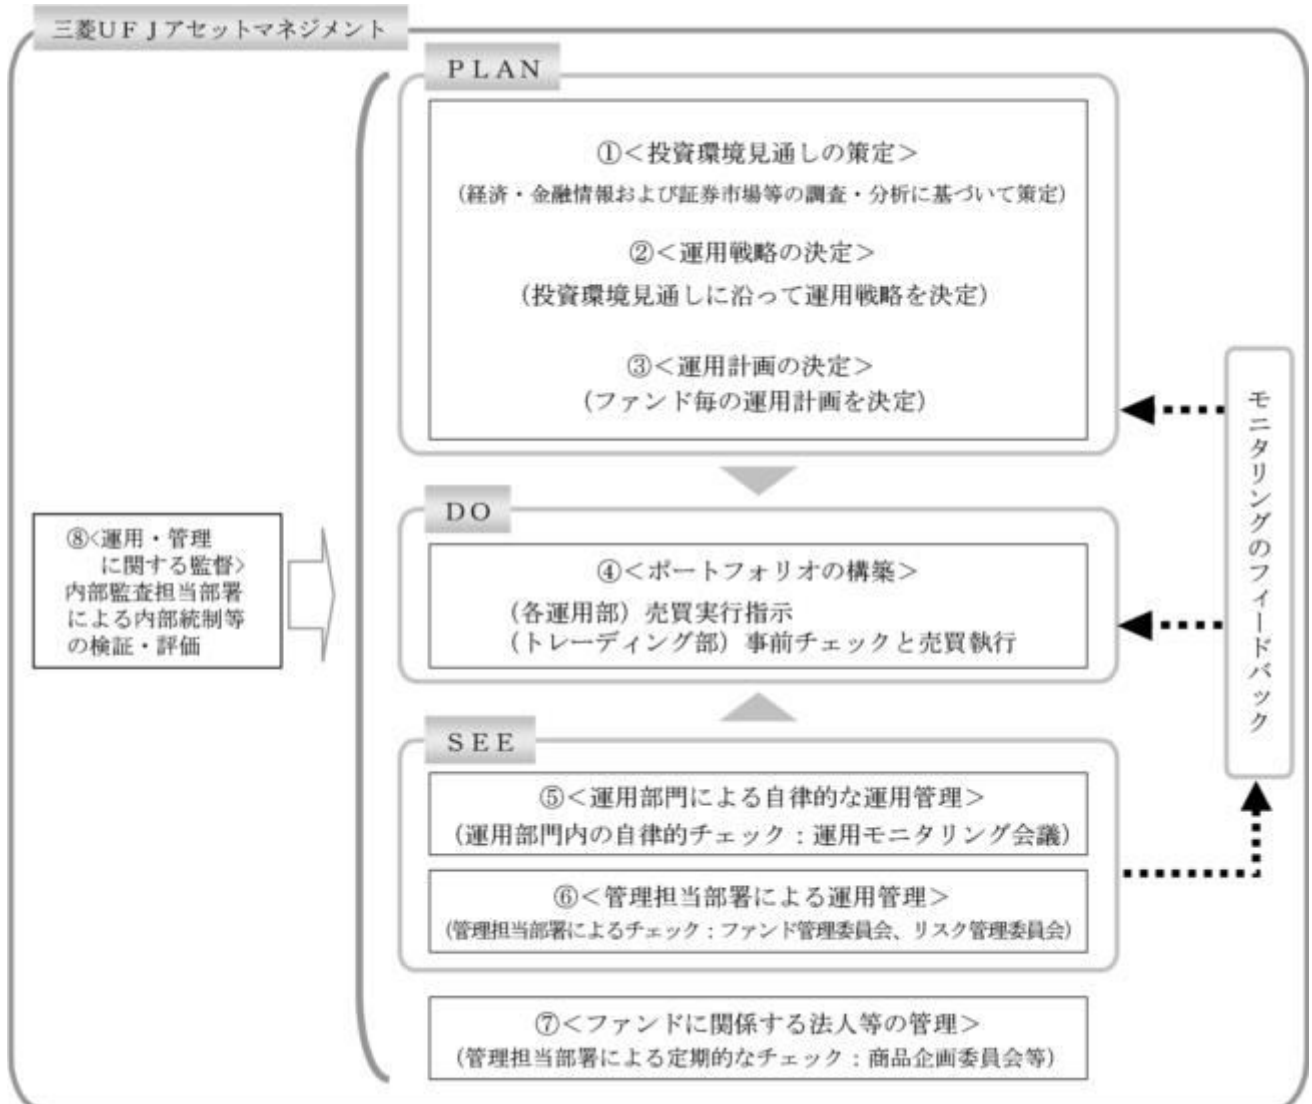 三菱UFJアセットマネジメント
PLAN
①<投資環境見通しの策定>
(経済・金融情報および証券市場等の調査・分析に基づいて策定)
②<運用戦略の決定>
(投資環境見通しに沿って運用戦略を決定)
③<運用計画の決定>
(ファンド毎の運用計画を決定)
DO
④<ポートフォリオの構築>
(各運用部)売買実行指示
(トレーディング部)事前チェックと売買執行
SEE
⑤<運用部門による自律的な運用管理>
(運用部門内の自律的チェック:運用モニタリング会議)
⑥<管理担当部署による運用管理>
(管理担当部署によるチェック:ファンド管理委員会、リスク管理委員会)
⑦<ファンドに関係する法人等の管理>
(管理担当部署による定期的なチェック:商品企画委員会等)
⑧<運用・管理
に関する監督>
内部監査担当部署
による内部統制等
の検証・評価
モニタリングのフィードバック